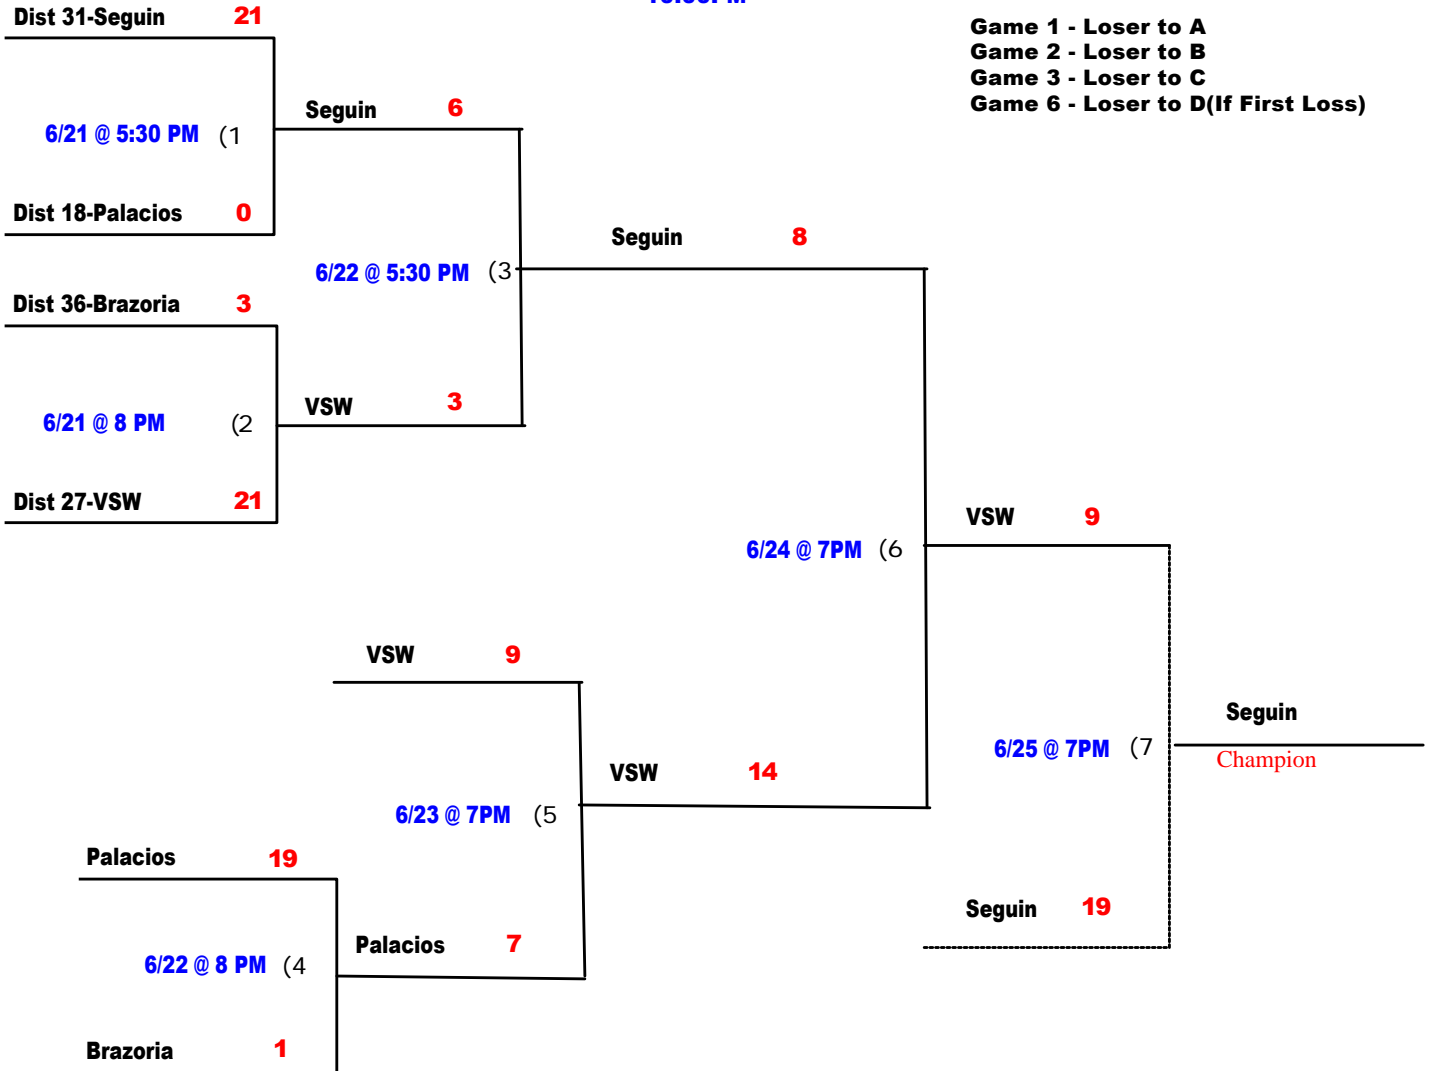 Dist 31-Seguin 21
Game 1 - Loser to A
Game 2 - Loser to B
Game 3 - Loser to C
Game 6 - Loser to D(If First Loss)
Seguin 6
6/21 @ 5:30 PM (1
Dist 18-Palacios 0
Seguin 8
6/22 @ 5:30 PM (3
Dist 36-Brazoria 3
VSW 3
6/21 @ 8 PM (2
Dist 27-VSW 21
VSW 9
6/24 @ 7PM (6
VSW 9
Seguin
6/25 @ 7PM (7
Champion
VSW 14
6/23 @ 7PM (5
Palacios 19
Seguin 19
Palacios 7
6/22 @ 8 PM (4
Brazoria 1